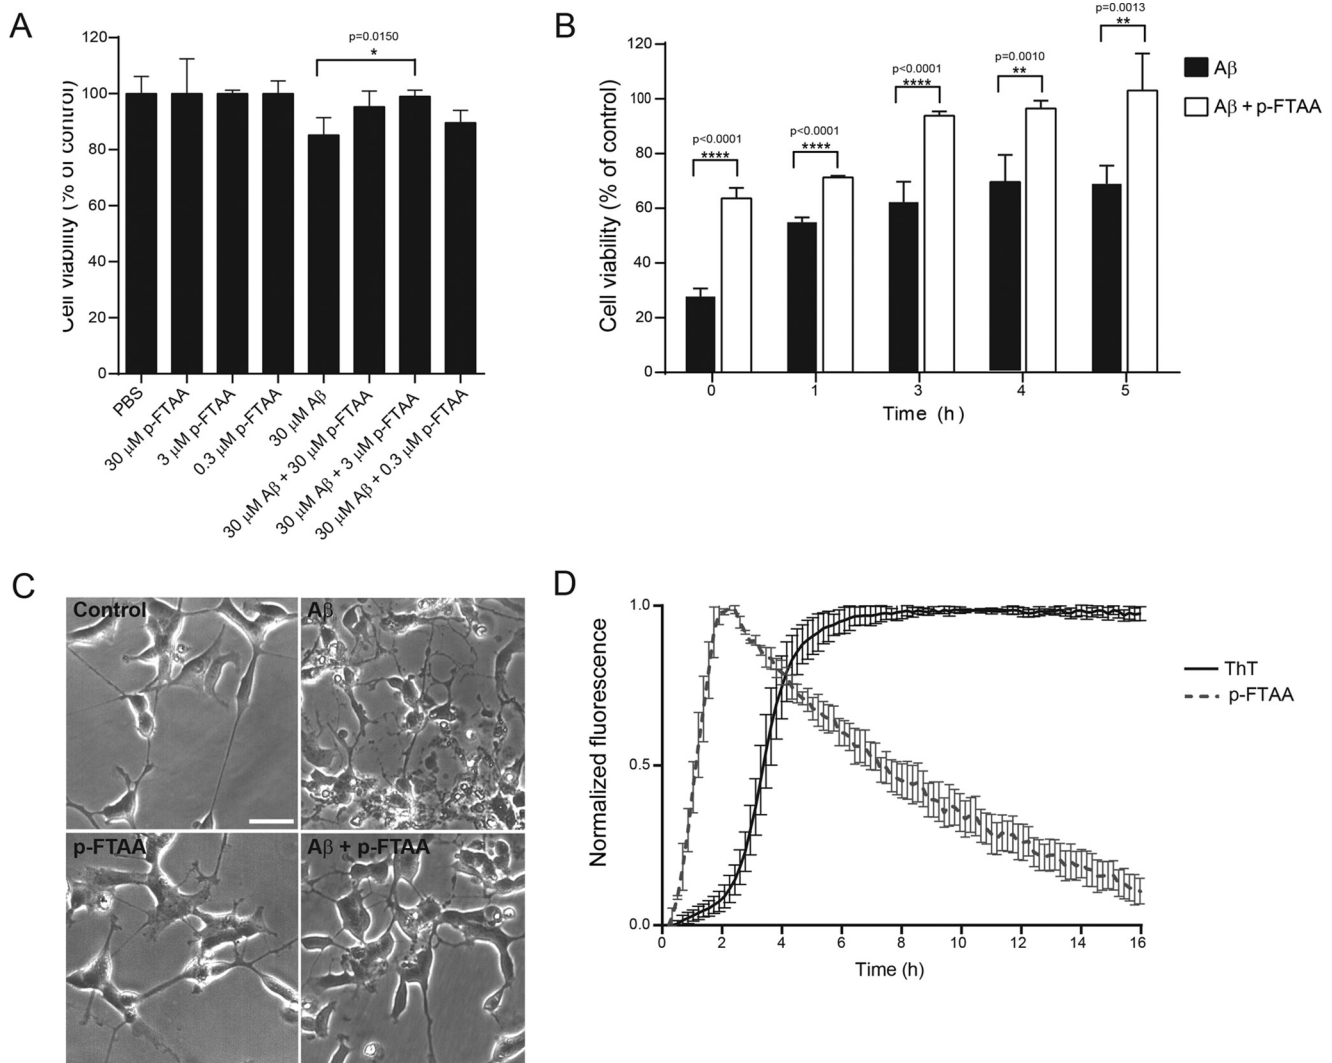 A
Cell viability (% of control)
120
100
80
60
40
20
0
p=0.0150
*
PBS
30 μM p-FTAA
3 μM p-FTAA
0.3 μM p-FTAA
30 μM Aβ
30 μM Aβ + 30 μM p-FTAA
30 μM Aβ + 3 μM p-FTAA
30 μM Aβ + 0.3 μM p-FTAA
B
Cell viability (% of control)
120
100
80
60
40
20
0
p<0.0001
****
p<0.0001
****
p<0.0001
****
p=0.0010
**
p=0.0013
**
0 1 3 4 5
Time (h)
Aβ
Aβ + p-FTAA
C
Control
Aβ
p-FTAA
Aβ + p-FTAA
D
Normalized fluorescence
1.0
0.5
0.0
0 2 4 6 8 10 12 14 16
Time (h)
ThT
p-FTAA